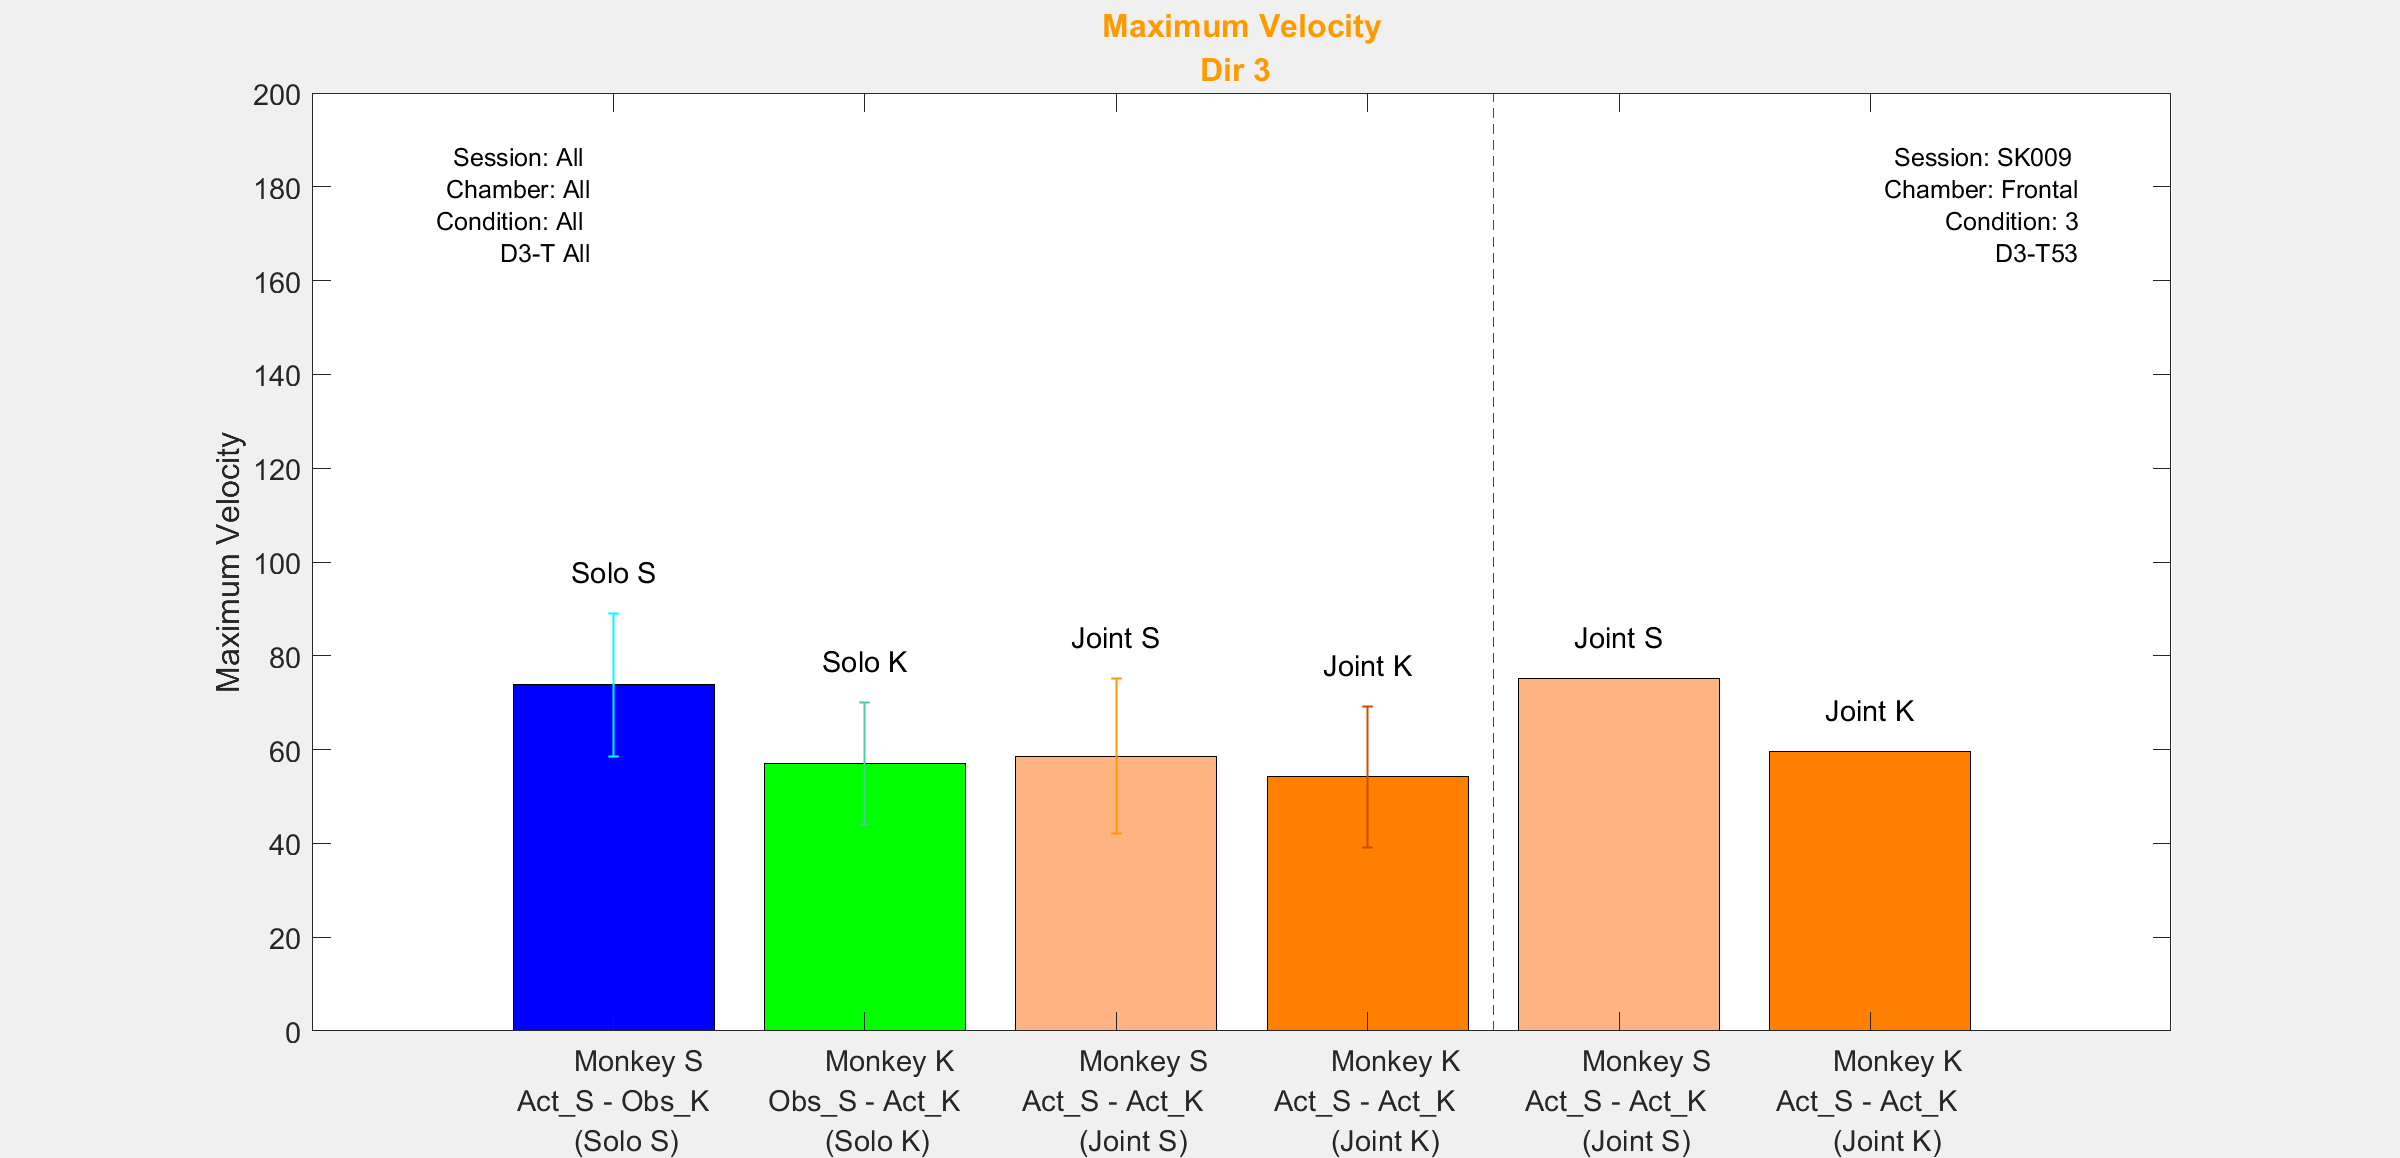 Maximum Velocity
Dir 3
Session: All
Chamber: All
Condition: All
D3-T All
Session: SK009
Chamber: Frontal
Condition: 3
D3-T53
Maximum Velocity
200
180
160
140
120
100
80
60
40
20
0
Solo S
Solo K
Joint S
Joint K
Joint S
Joint K
Monkey S
Act_S - Obs_K
(Solo S)
Monkey K
Obs_S - Act_K
(Solo K)
Monkey S
Act_S - Act_K
(Joint S)
Monkey K
Act_S - Act_K
(Joint K)
Monkey S
Act_S - Act_K
(Joint S)
Monkey K
Act_S - Act_K
(Joint K)